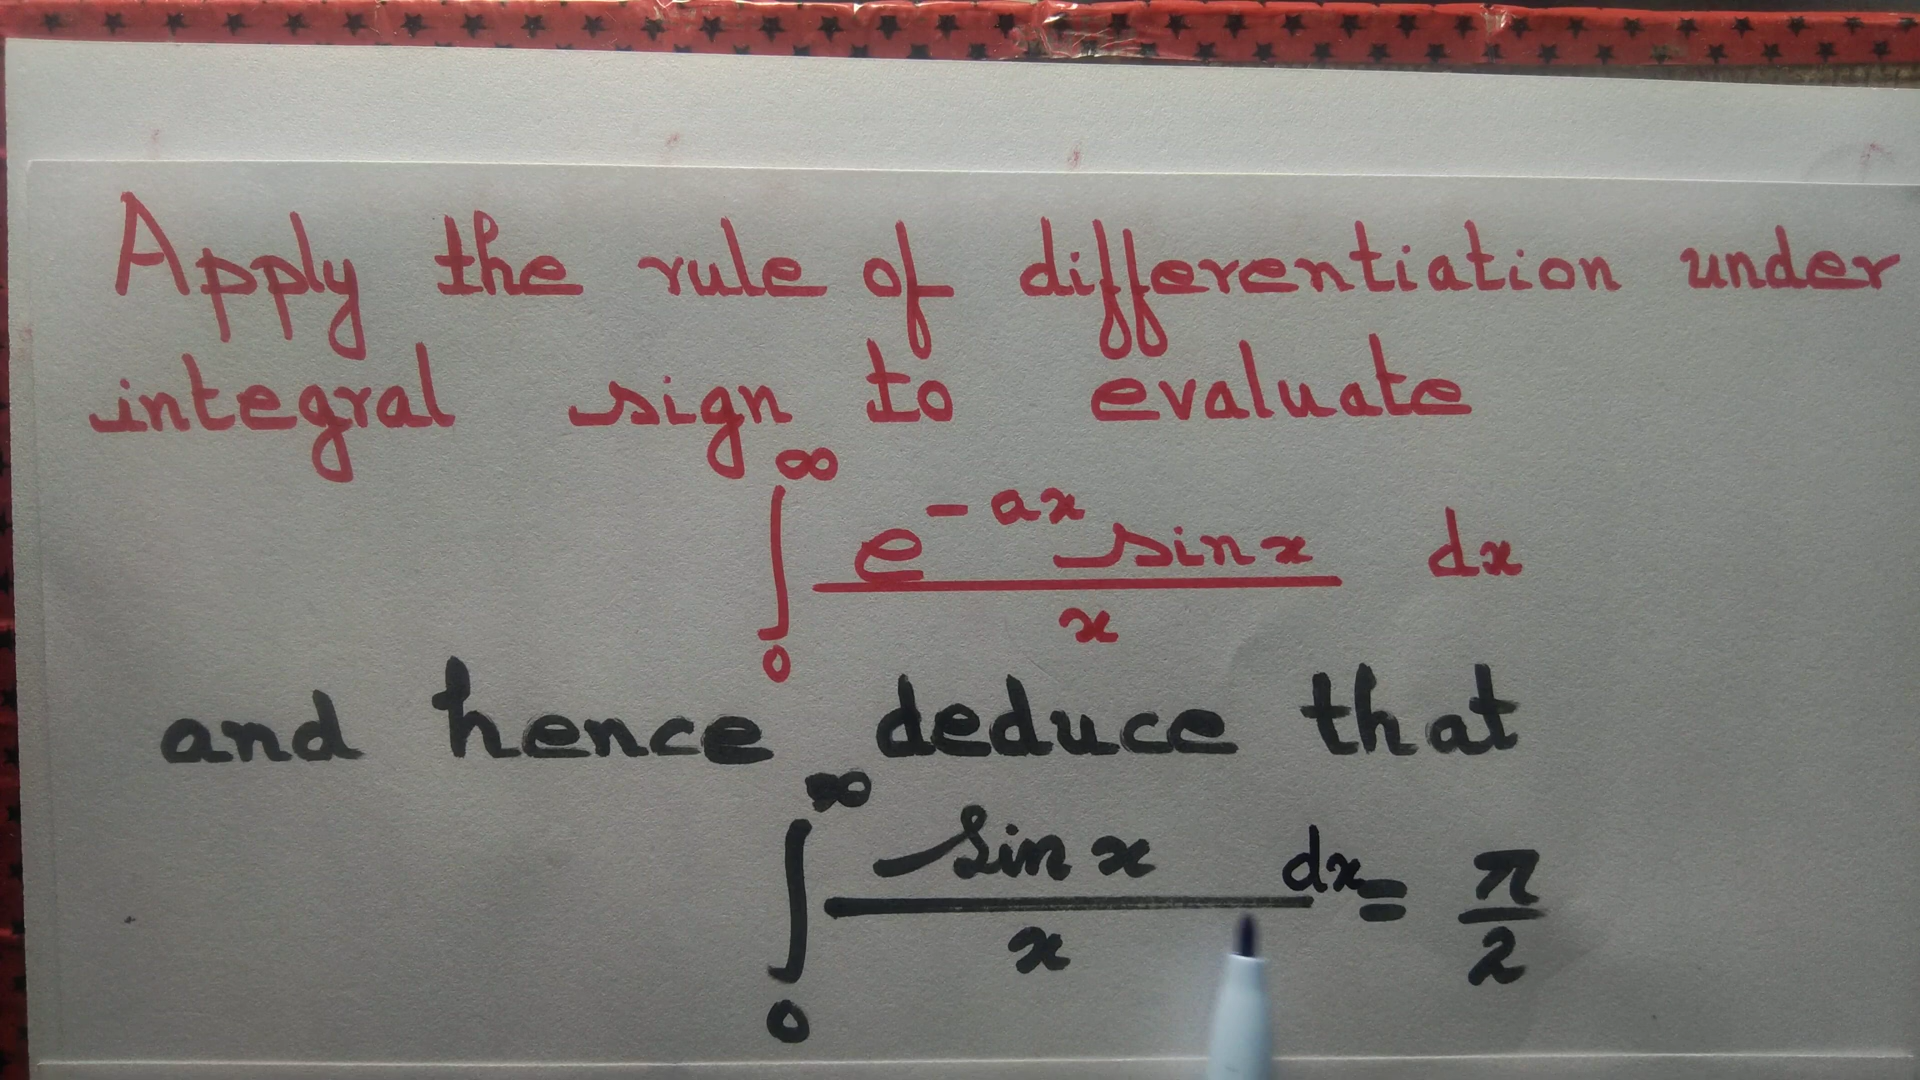 Apply the rule of differentiation under
integral sign to evaluate
∫₀^∞ (e^(-ax) sin x)/x dx
and hence deduce that
∫₀^∞ (sin x)/x dx = π/2